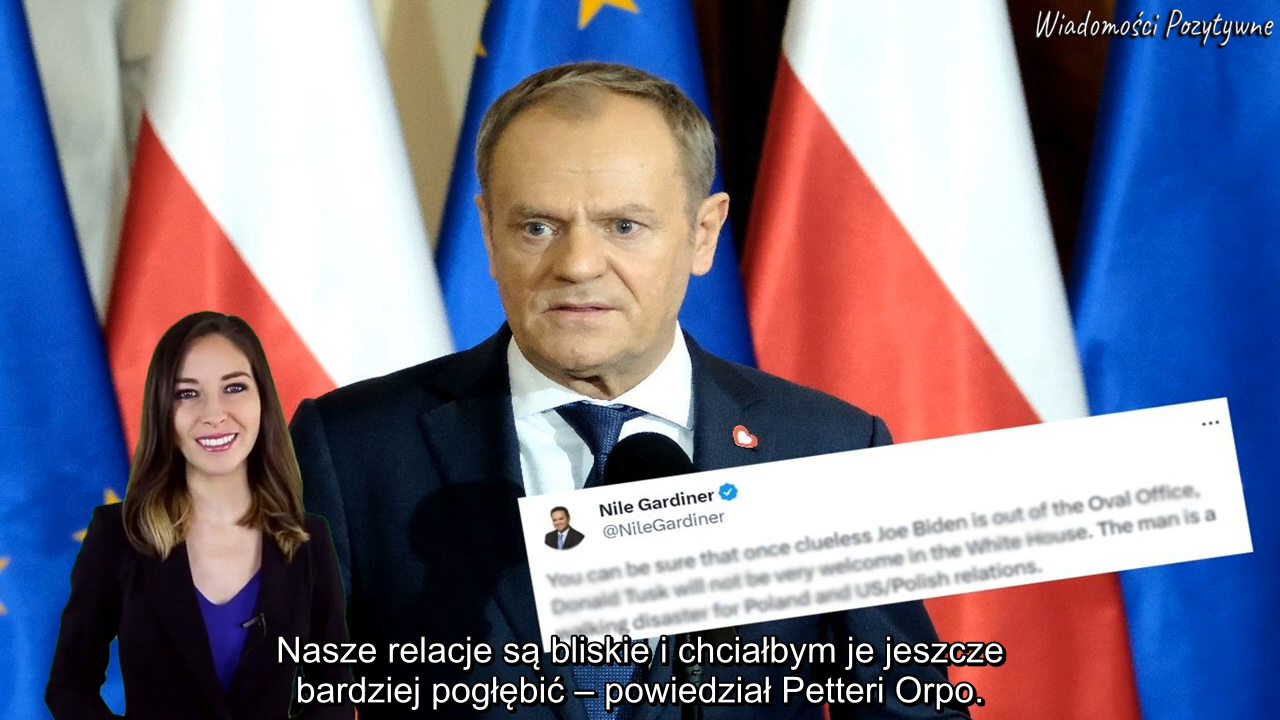 Wiadomości Pozytywne
Nile Gardiner
@NileGardiner
You can be sure that once clueless Joe Biden is out of the Oval Office,
Donald Tusk will not be very welcome in the White House. The man is a
walking disaster for Poland and US/Polish relations.
Nasze relacje są bliskie i chciałbym je jeszcze
bardziej pogłębić – powiedział Petteri Orpo.